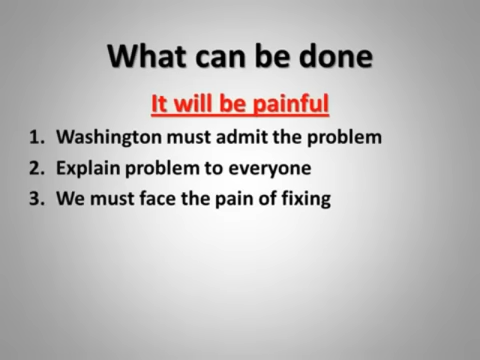 What can be done
It will be painful
1. Washington must admit the problem
2. Explain problem to everyone
3. We must face the pain of fixing